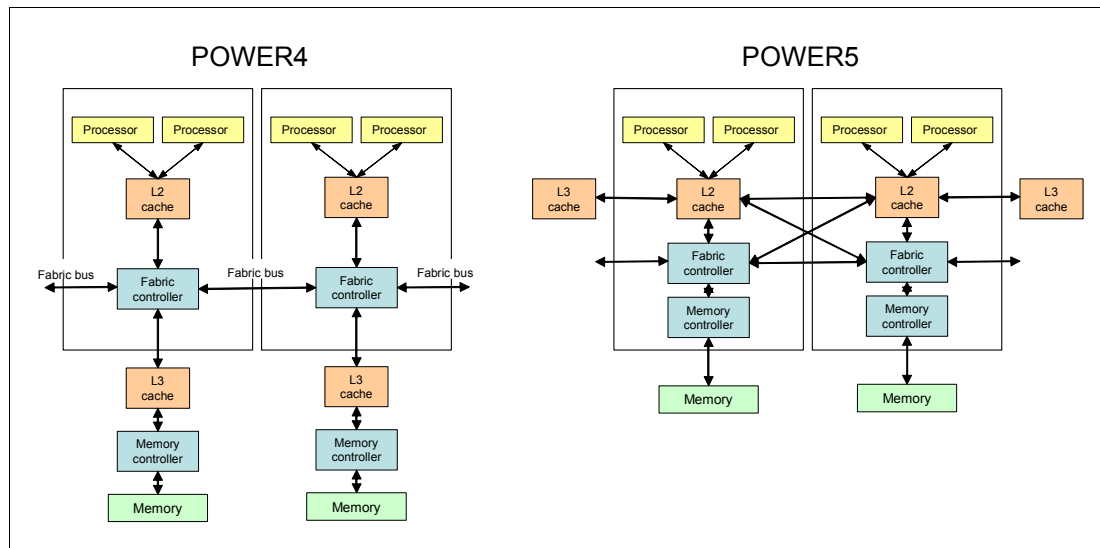 POWER4
POWER5
Processor
Processor
Processor
Processor
Processor
Processor
Processor
Processor
L2
cache
L2
cache
L3
cache
L2
cache
L2
cache
L3
cache
Fabric bus
Fabric
controller
Fabric bus
Fabric
controller
Fabric bus
Fabric
controller
Fabric
controller
Memory
controller
Memory
controller
L3
cache
L3
cache
Memory
Memory
Memory
controller
Memory
controller
Memory
Memory